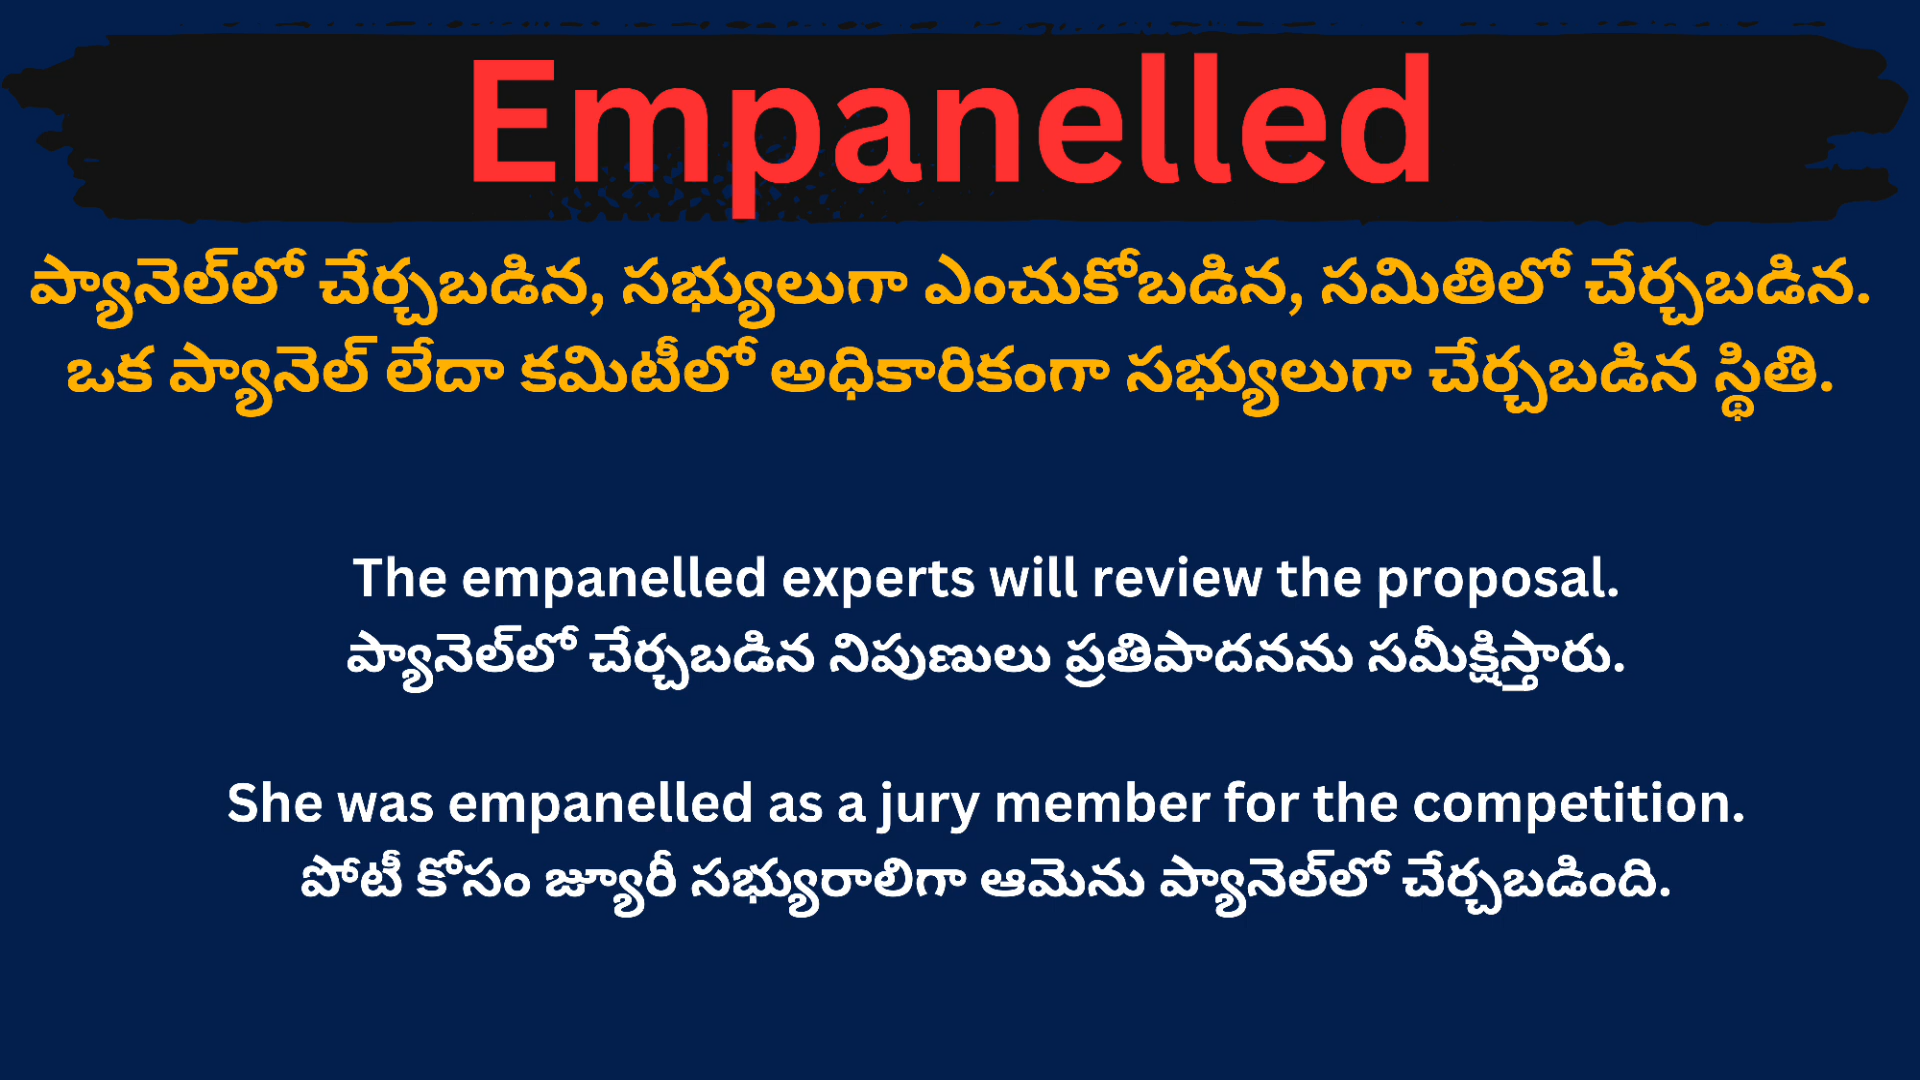 Empanelled
ప్యానెల్‌లో చేర్చబడిన, సభ్యులుగా ఎంచుకోబడిన, సమితిలో చేర్చబడిన.
ఒక ప్యానెల్ లేదా కమిటీలో అధికారికంగా సభ్యులుగా చేర్చబడిన స్థితి.
The empanelled experts will review the proposal.
ప్యానెల్‌లో చేర్చబడిన నిపుణులు ప్రతిపాదనను సమీక్షిస్తారు.
She was empanelled as a jury member for the competition.
పోటీ కోసం జ్యూరీ సభ్యురాలిగా ఆమెను ప్యానెల్‌లో చేర్చబడింది.